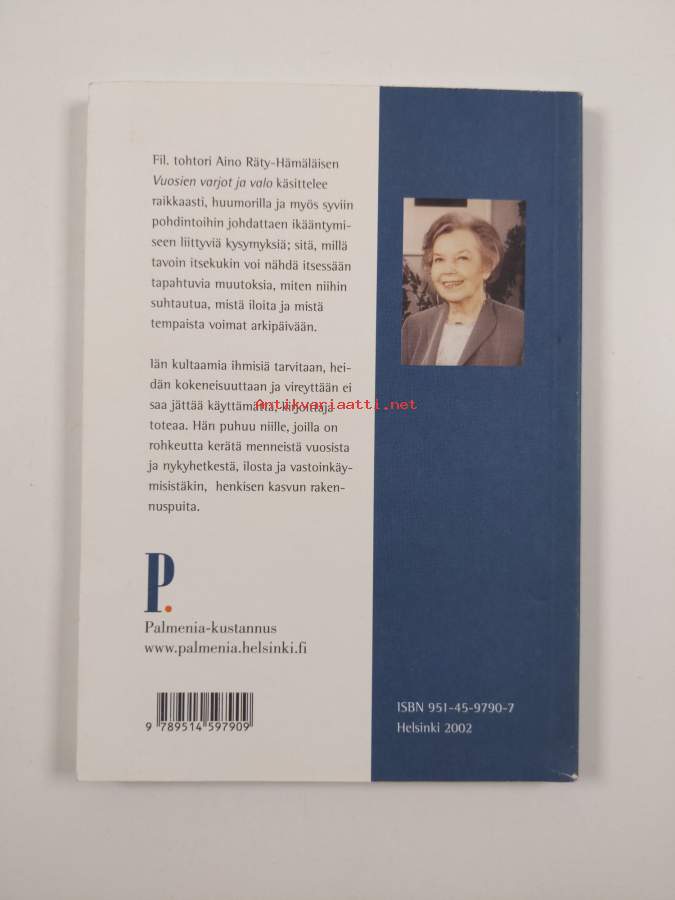 Fil. tohtori Aino Räty-Hämäläisen
Vuosien varjot ja valo käsittelee
raikkaasti, huumorilla ja myös syviin
pohdintoihin johdattaen ikääntymi-
seen liittyviä kysymyksiä; sitä, millä
tavoin itsekukin voi nähdä itsessään
tapahtuvia muutoksia, miten niihin
suhtautua, mistä iloita ja mistä
tempaista voimat arkipäivään.
Iän kultaamia ihmisiä tarvitaan, hei-
dän kokeneisuuttaan ja vireyttään ei
saa jättää käyttämättä, kirjoittaja
Antikvariaatti.net
toteaa. Hän puhuu niille, joilla on
rohkeutta kerätä menneistä vuosista
ja nykyhetkestä, ilosta ja vastoinkäy-
misistäkin, henkisen kasvun raken-
nuspuita.
P.
Palmenia-kustannus
www.palmenia.helsinki.fi
9 789514 597909
ISBN 951-45-9790-7
Helsinki 2002